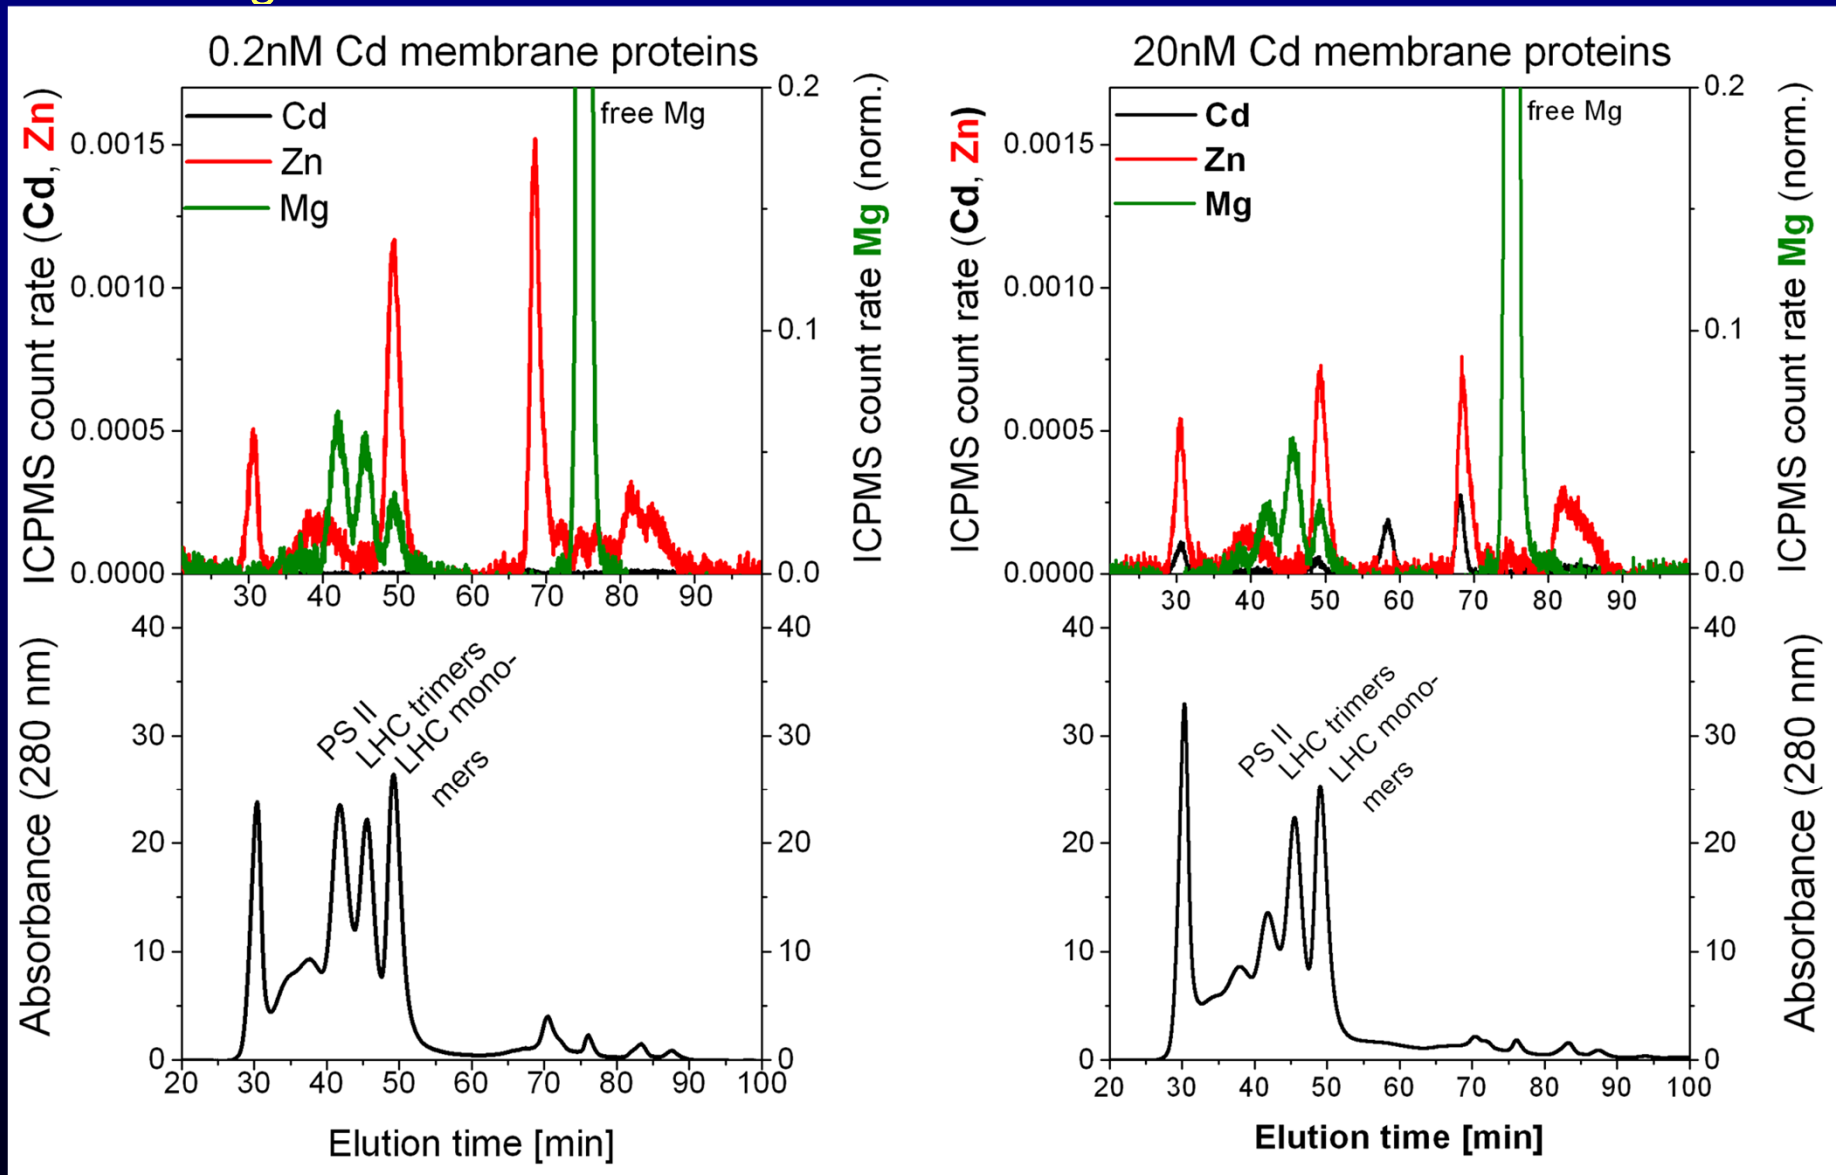 0.2nM Cd membrane proteins
ICPMS count rate (Cd, Zn)
ICPMS count rate Mg (norm.)
Cd
Zn
Mg
free Mg
0.0015
0.0010
0.0005
0.0000
0.2
0.1
0.0
30 40 50 60 70 80 90
Absorbance (280 nm)
40
30
20
10
0
40
30
20
10
0
PS II
LHC trimers
LHC mono-
mers
20 30 40 50 60 70 80 90 100
Elution time [min]
20nM Cd membrane proteins
ICPMS count rate (Cd, Zn)
ICPMS count rate Mg (norm.)
Cd
Zn
Mg
free Mg
0.0015
0.0010
0.0005
0.0000
0.2
0.1
0.0
30 40 50 60 70 80 90
Absorbance (280 nm)
40
30
20
10
0
40
30
20
10
0
PS II
LHC trimers
LHC mono-
mers
20 30 40 50 60 70 80 90 100
Elution time [min]